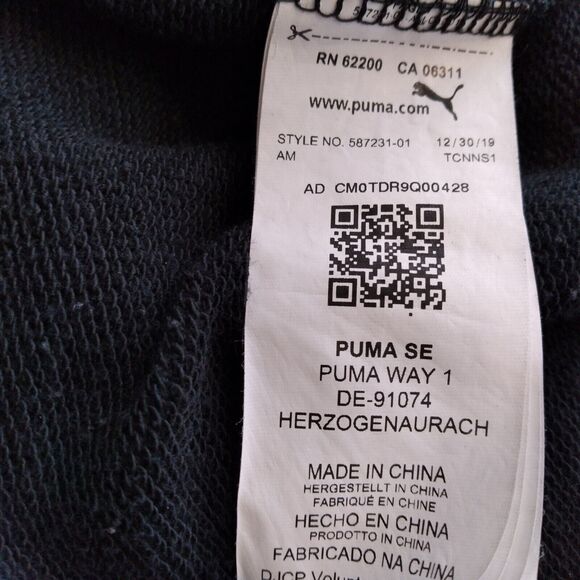 RN 62200 CA 06311
www.puma.com
STYLE NO. 587231-01 12/30/19
AM TCNNS1
AD CM0TDR9Q00428
PUMA SE
PUMA WAY 1
DE-91074
HERZOGENAURACH
MADE IN CHINA
HERGESTELLT IN CHINA
FABRIQUÉ EN CHINE
HECHO EN CHINA
PRODOTTO IN CHINA
FABRICADO NA CHINA